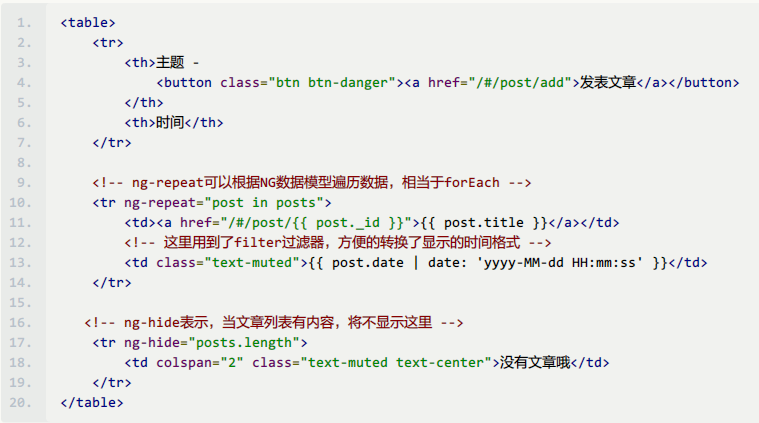 1. <table>
2.     <tr>
3.         <th>主题 -
4.             <button class="btn btn-danger"><a href="/#/post/add">发表文章</a></button>
5.         </th>
6.         <th>时间</th>
7.     </tr>
8.
9.     <!-- ng-repeat可以根据NG数据模型遍历数据，相当于forEach -->
10.     <tr ng-repeat="post in posts">
11.         <td><a href="/#/post/{{ post._id }}">{{ post.title }}</a></td>
12.         <!-- 这里用到了filter过滤器，方便的转换了显示的时间格式 -->
13.         <td class="text-muted">{{ post.date | date: 'yyyy-MM-dd HH:mm:ss' }}</td>
14.     </tr>
15.
16.    <!-- ng-hide表示，当文章列表有内容，将不显示这里 -->
17.     <tr ng-hide="posts.length">
18.         <td colspan="2" class="text-muted text-center">没有文章哦</td>
19.     </tr>
20. </table>